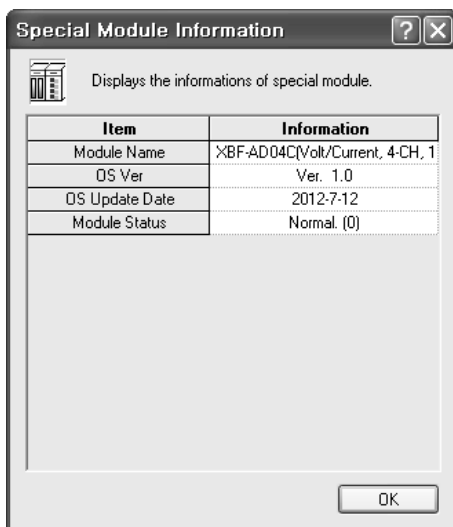 Special Module Information
Displays the informations of special module.
Item Information
Module Name XBF-AD04C(Volt/Current, 4-CH, 1
OS Ver Ver. 1.0
OS Update Date 2012-7-12
Module Status Normal. (0)
OK